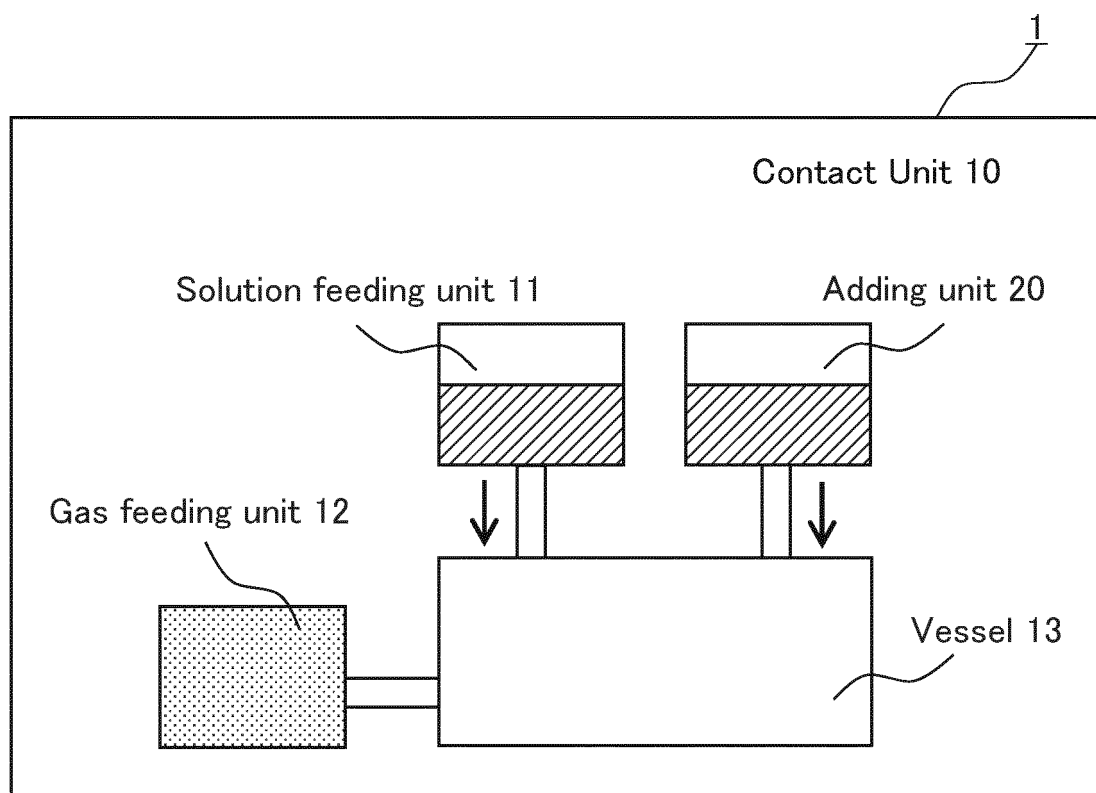 1
Contact Unit 10
Solution feeding unit 11
Adding unit 20
Gas feeding unit 12
Vessel 13